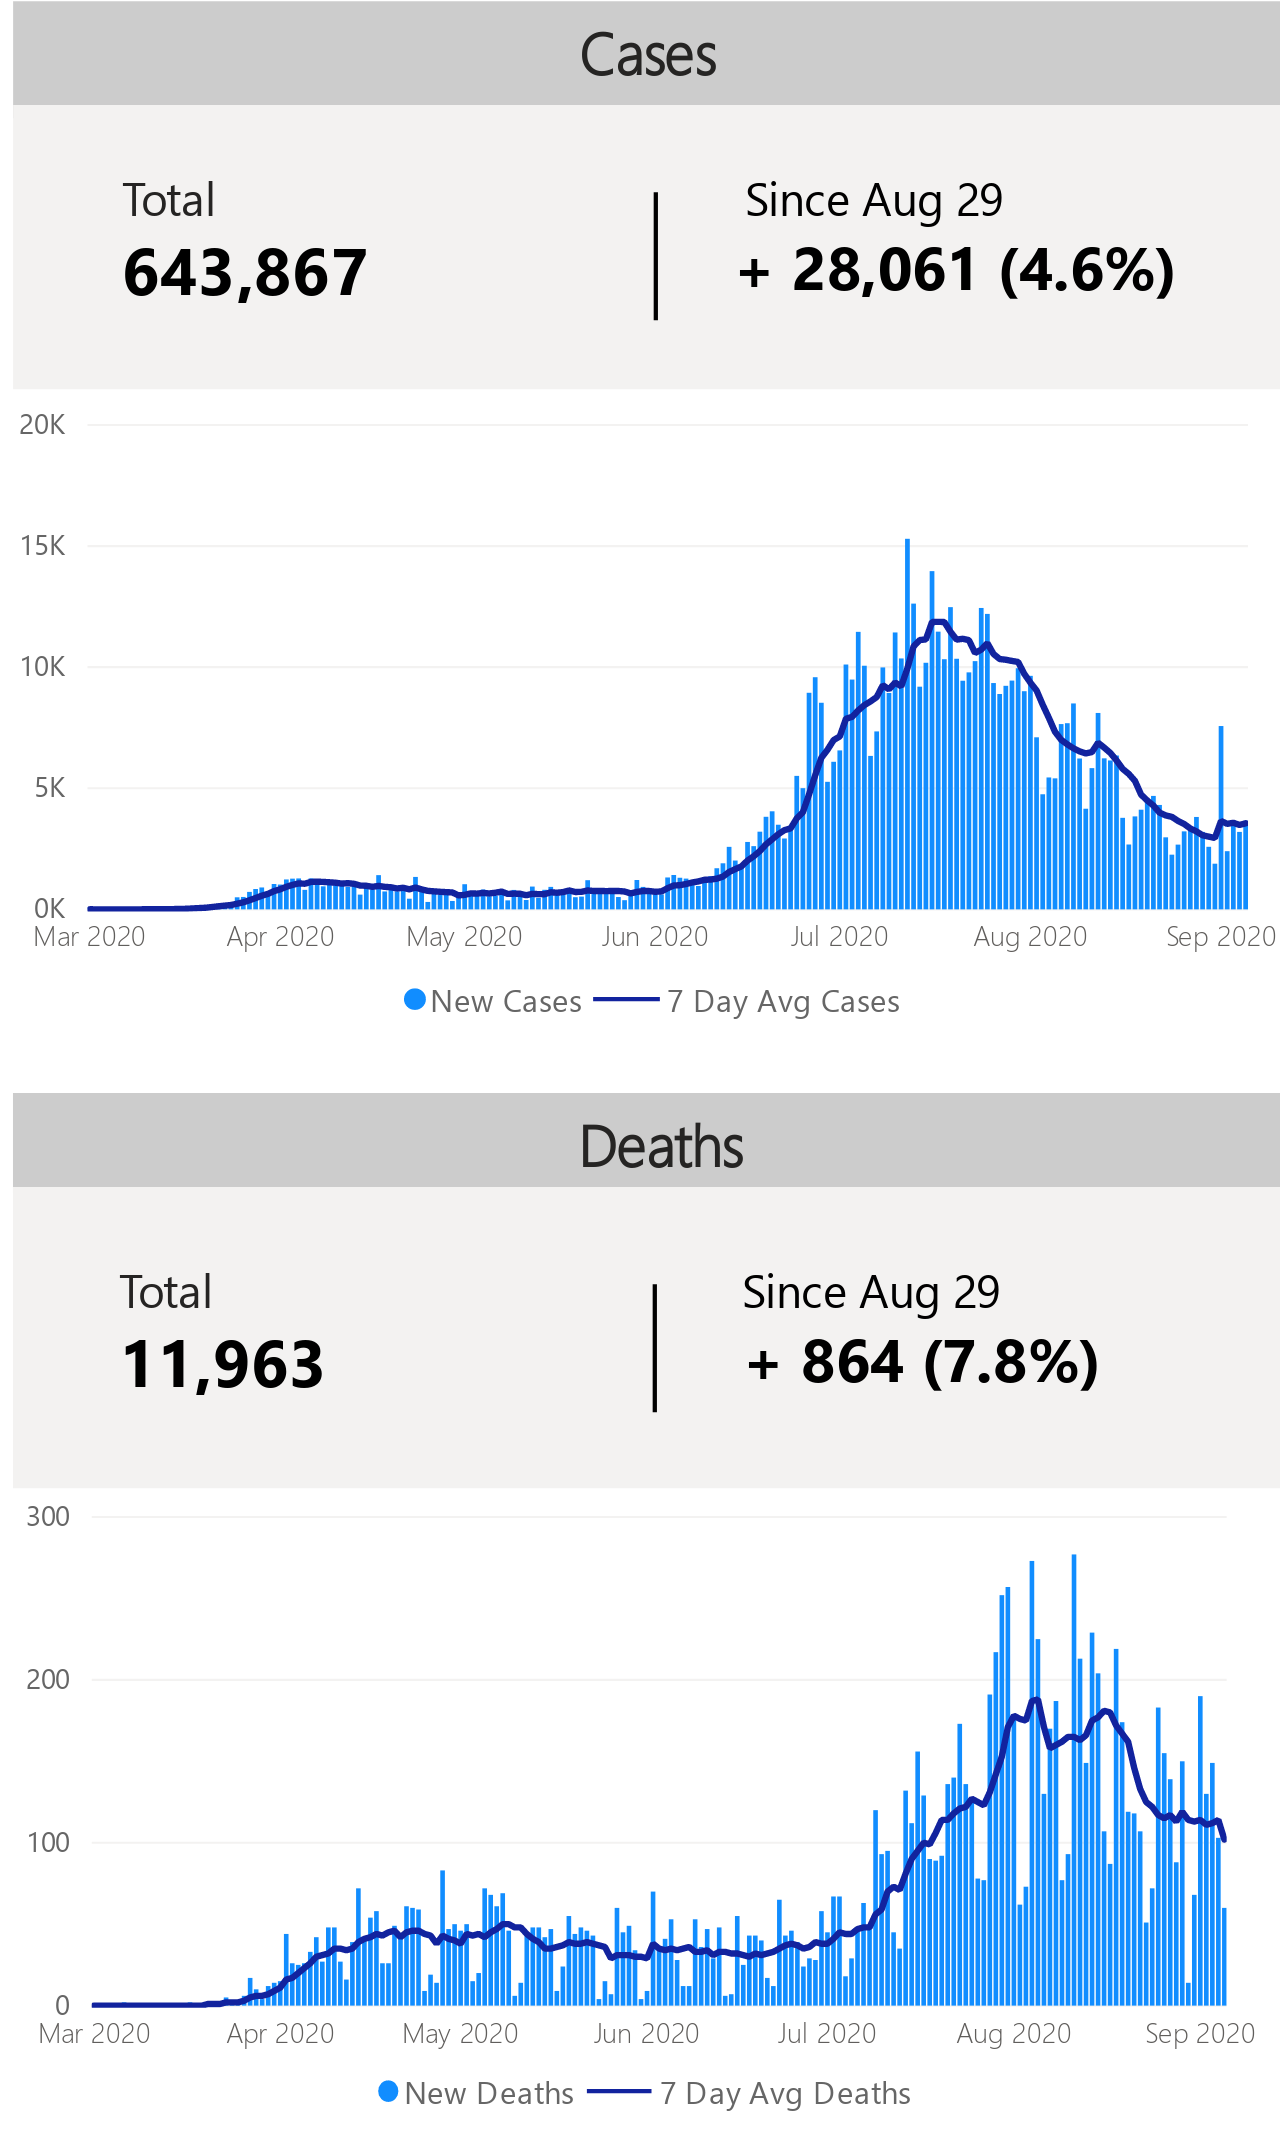 Cases
Total
Since Aug 29
643,867
+ 28,061 (4.6%)
20K
15K
10K
5K
0K
Mar 2020 Apr 2020 May 2020 Jun 2020 Jul 2020 Aug 2020 Sep 2020
New Cases 7 Day Avg Cases
Deaths
Total
Since Aug 29
11,963
+ 864 (7.8%)
300
200
100
0
Mar 2020 Apr 2020 May 2020 Jun 2020 Jul 2020 Aug 2020 Sep 2020
New Deaths 7 Day Avg Deaths